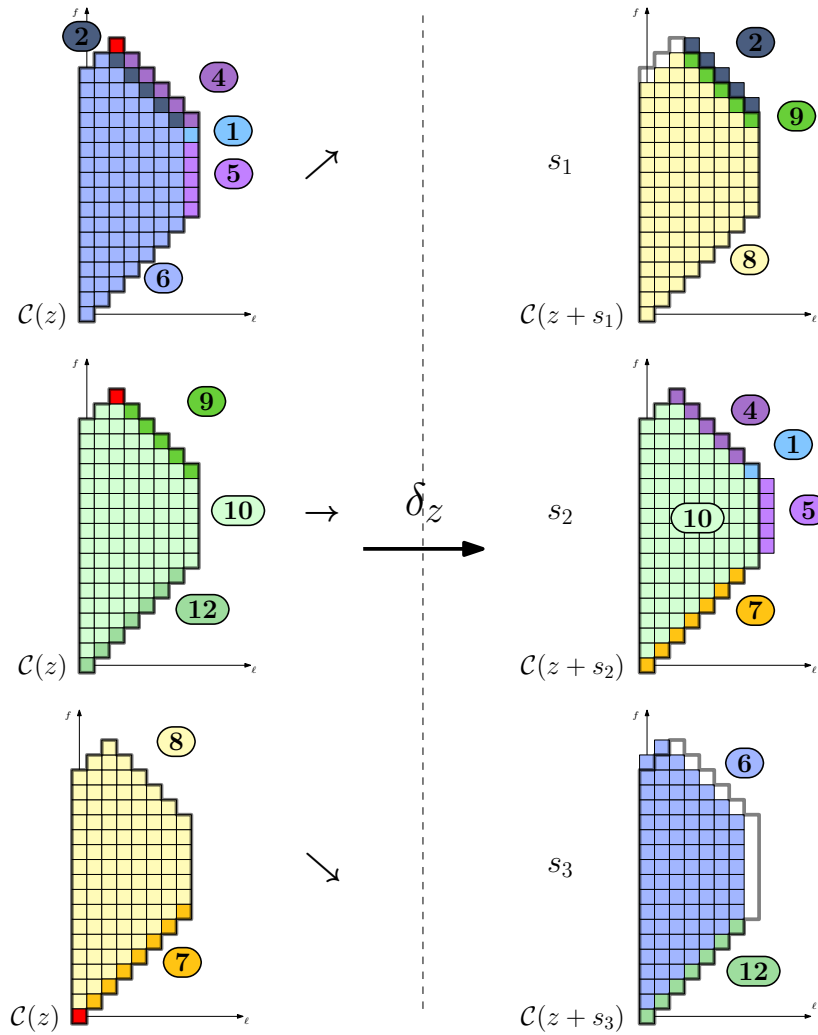 f
2
2
4
9
1
5
↗
s₁
6
8
𝒞(z)
ℓ
𝒞(z + s₁)
ℓ
f
f
9
4
1
10
→
δ_z
s₂
10
5
12
7
𝒞(z)
ℓ
𝒞(z + s₂)
ℓ
f
f
8
6
↘
s₃
7
12
𝒞(z)
ℓ
𝒞(z + s₃)
ℓ